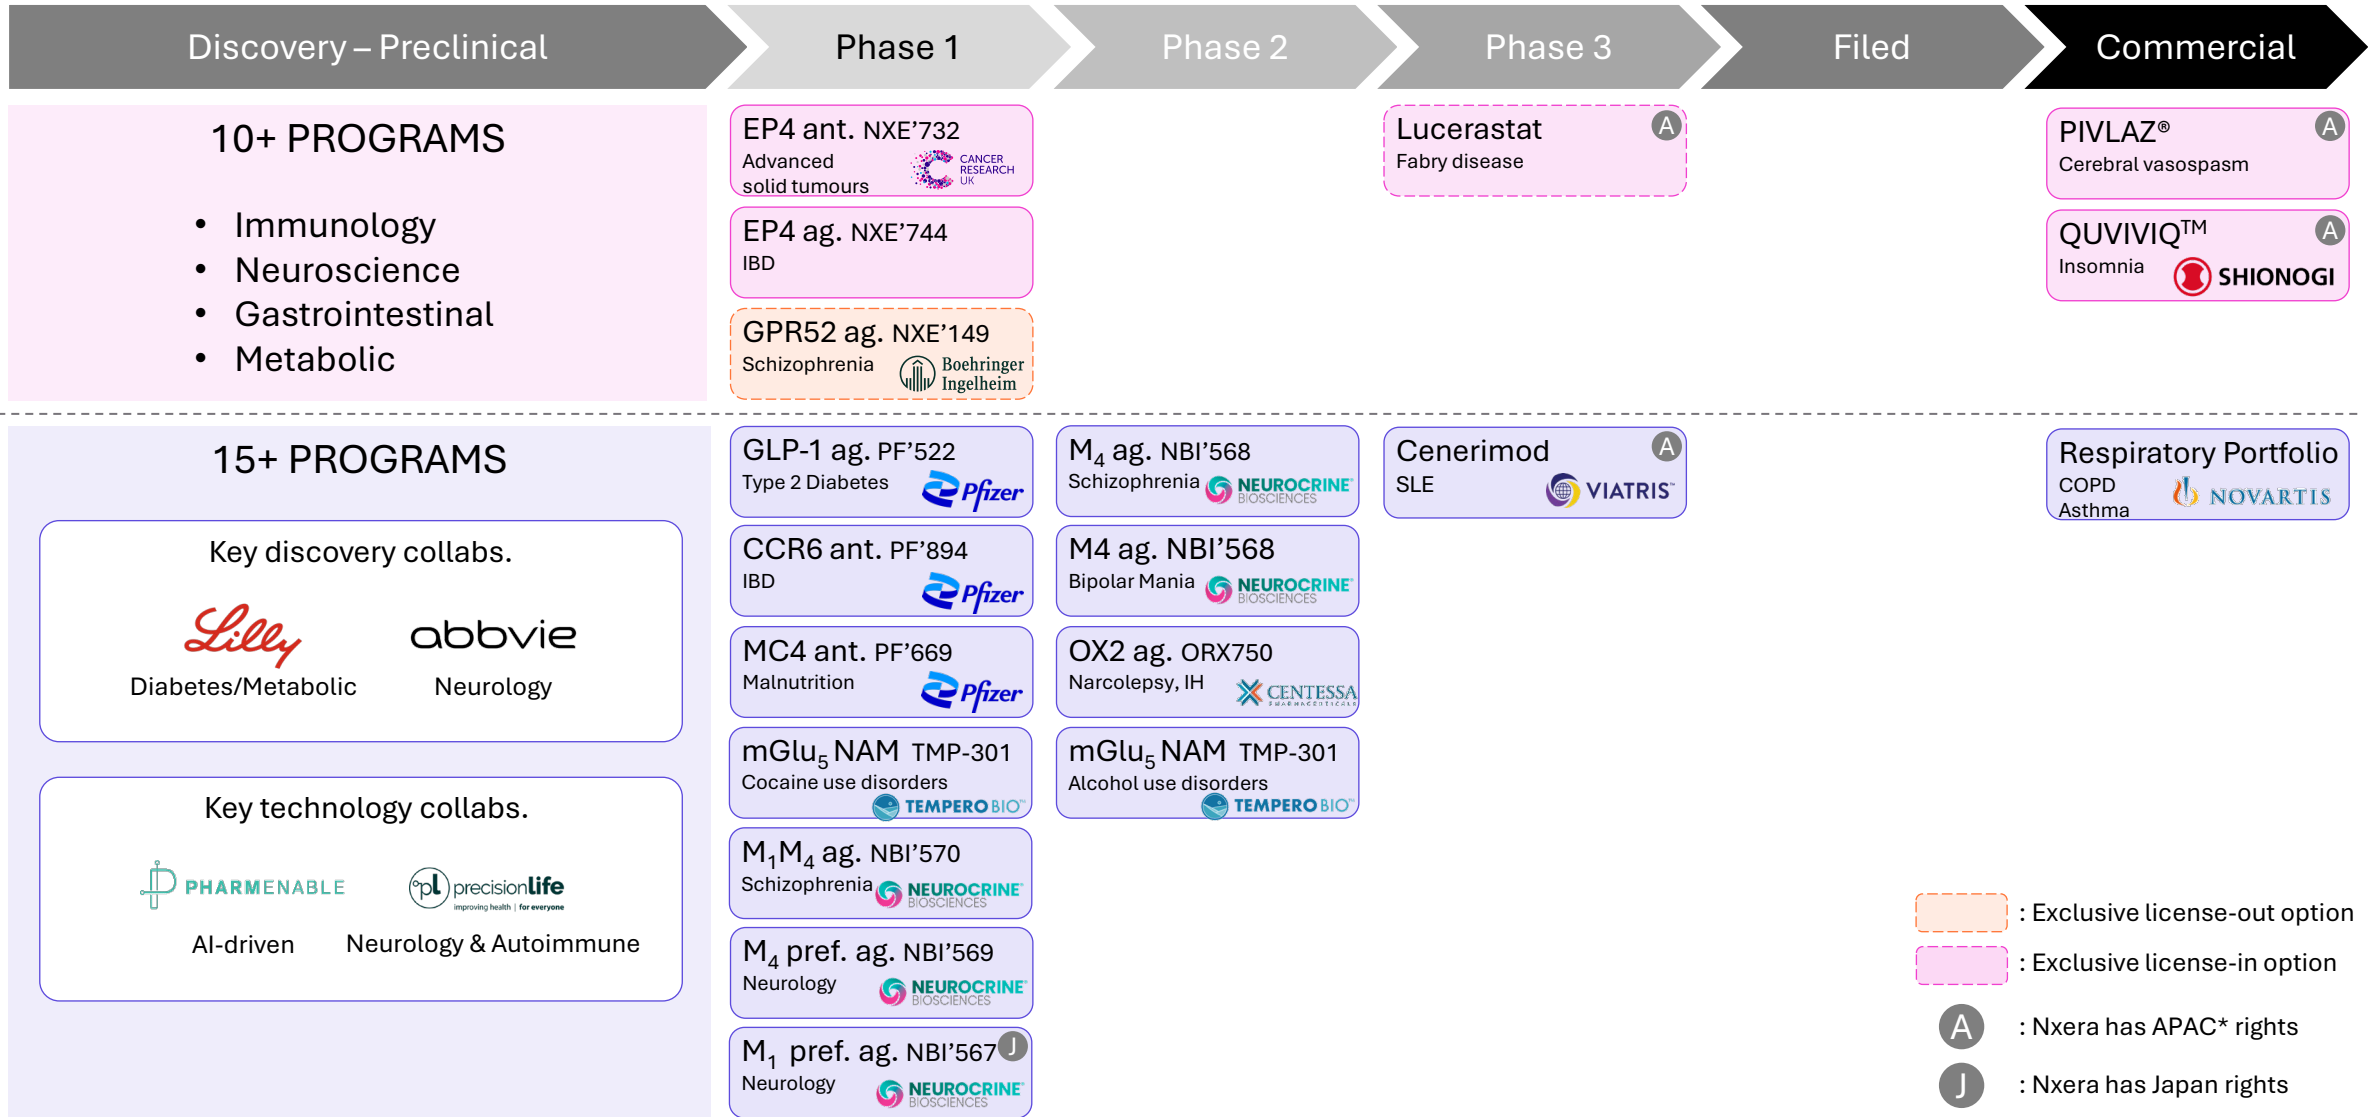 Discovery – Preclinical
Phase 1
Phase 2
Phase 3
Filed
Commercial
10+ PROGRAMS
• Immunology
• Neuroscience
• Gastrointestinal
• Metabolic
EP4 ant. NXE’732
Advanced
solid tumours
CANCER
RESEARCH
UK
EP4 ag. NXE’744
IBD
GPR52 ag. NXE’149
Schizophrenia
Boehringer
Ingelheim
Lucerastat
A
Fabry disease
PIVLAZ®
A
Cerebral vasospasm
QUVIVIQ™
A
Insomnia
SHIONOGI
15+ PROGRAMS
Key discovery collabs.
Lilly
abbvie
Diabetes/Metabolic
Neurology
Key technology collabs.
PHARMENABLE
pl precisionlife
improving health | for everyone
AI-driven
Neurology & Autoimmune
GLP-1 ag. PF’522
Type 2 Diabetes
Pfizer
CCR6 ant. PF’894
IBD
Pfizer
MC4 ant. PF’669
Malnutrition
Pfizer
mGlu₅ NAM TMP-301
Cocaine use disorders
TEMPERO BIO™
M₁M₄ ag. NBI’570
Schizophrenia
NEUROCRINE®
BIOSCIENCES
M₄ pref. ag. NBI’569
Neurology
NEUROCRINE®
BIOSCIENCES
M₁ pref. ag. NBI’567
J
Neurology
NEUROCRINE®
BIOSCIENCES
M₄ ag. NBI’568
Schizophrenia
NEUROCRINE®
BIOSCIENCES
M4 ag. NBI’568
Bipolar Mania
NEUROCRINE®
BIOSCIENCES
OX2 ag. ORX750
Narcolepsy, IH
CENTESSA
PHARMACEUTICALS
mGlu₅ NAM TMP-301
Alcohol use disorders
TEMPERO BIO™
Cenerimod
A
SLE
VIATRIS™
Respiratory Portfolio
COPD
Asthma
NOVARTIS
: Exclusive license-out option
: Exclusive license-in option
A : Nxera has APAC* rights
J : Nxera has Japan rights